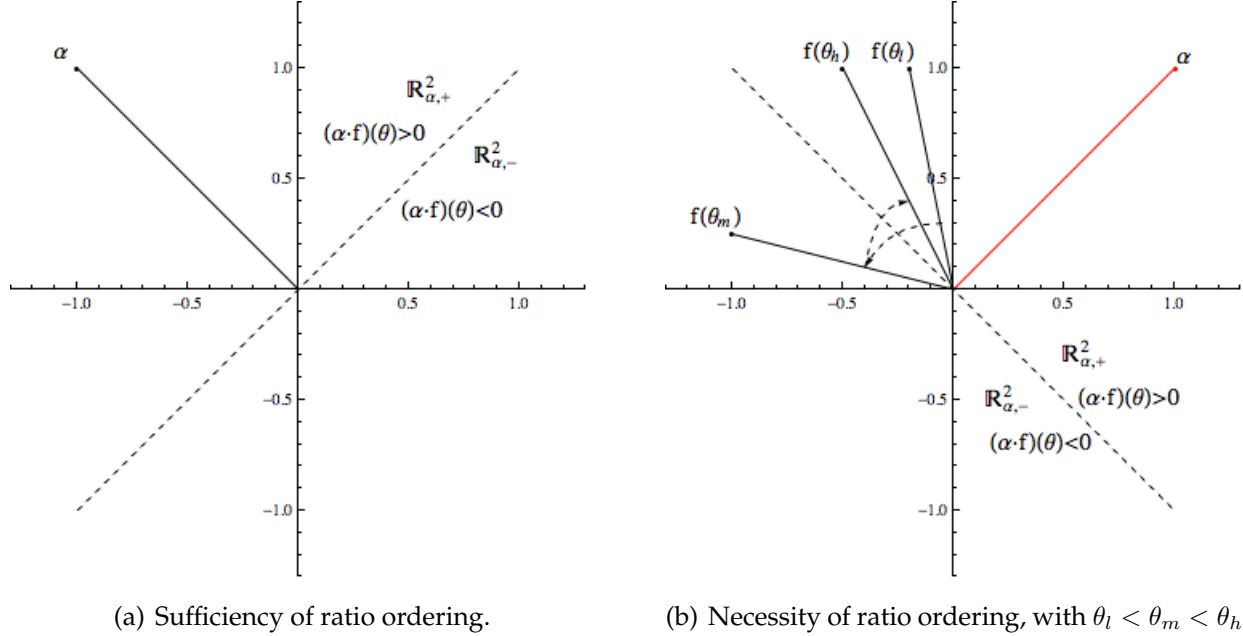 α
1.0
ℝ²α,+
(α·f)(θ)>0
ℝ²α,−
0.5
(α·f)(θ)<0
−1.0 −0.5 0.5 1.0
−0.5
−1.0
(a) Sufficiency of ratio ordering.
f(θh) f(θl) α
1.0
0.5
f(θm)
−1.0 −0.5 0.5 1.0
ℝ²α,+
−0.5 ℝ²α,− (α·f)(θ)>0
(α·f)(θ)<0
−1.0
(b) Necessity of ratio ordering, with θl < θm < θh